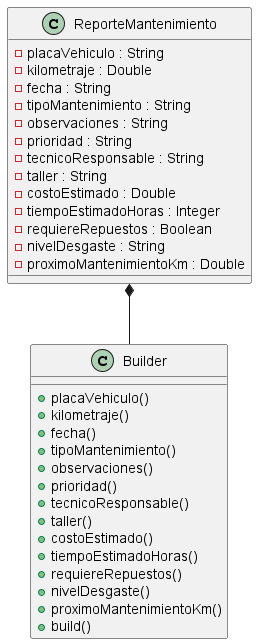 C ReporteMantenimiento
placaVehiculo : String
kilometraje : Double
fecha : String
tipoMantenimiento : String
observaciones : String
prioridad : String
tecnicoResponsable : String
taller : String
costoEstimado : Double
tiempoEstimadoHoras : Integer
requiereRepuestos : Boolean
nivelDesgaste : String
proximoMantenimientoKm : Double
C Builder
placaVehiculo()
kilometraje()
fecha()
tipoMantenimiento()
observaciones()
prioridad()
tecnicoResponsable()
taller()
costoEstimado()
tiempoEstimadoHoras()
requiereRepuestos()
nivelDesgaste()
proximoMantenimientoKm()
build()